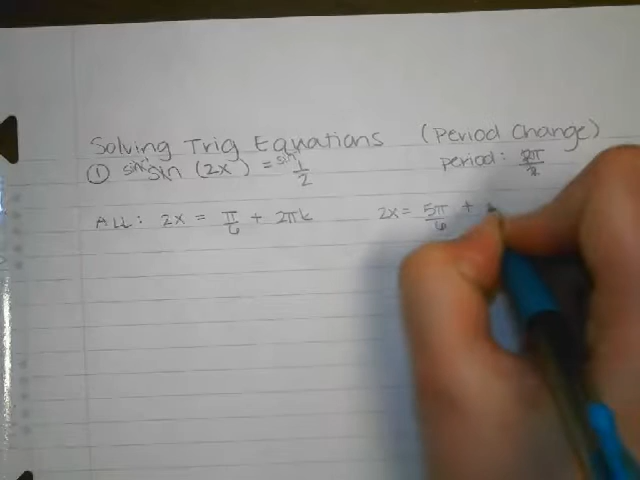 Solving Trig Equations (Period Change)
① sin⁻¹ sin (2x) = sin⁻¹ 1/2 period: 2π/2
ALL: 2x = π/6 + 2πk 2x = 5π/6 +